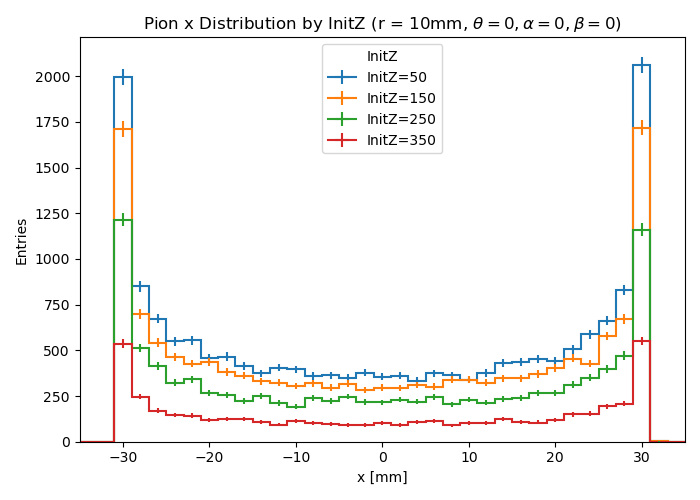 Pion x Distribution by InitZ (r = 10mm, θ = 0, α = 0, β = 0)
InitZ
InitZ=50
InitZ=150
InitZ=250
InitZ=350
Entries
2000
1750
1500
1250
1000
750
500
250
0
−30
−20
−10
0
10
20
30
x [mm]